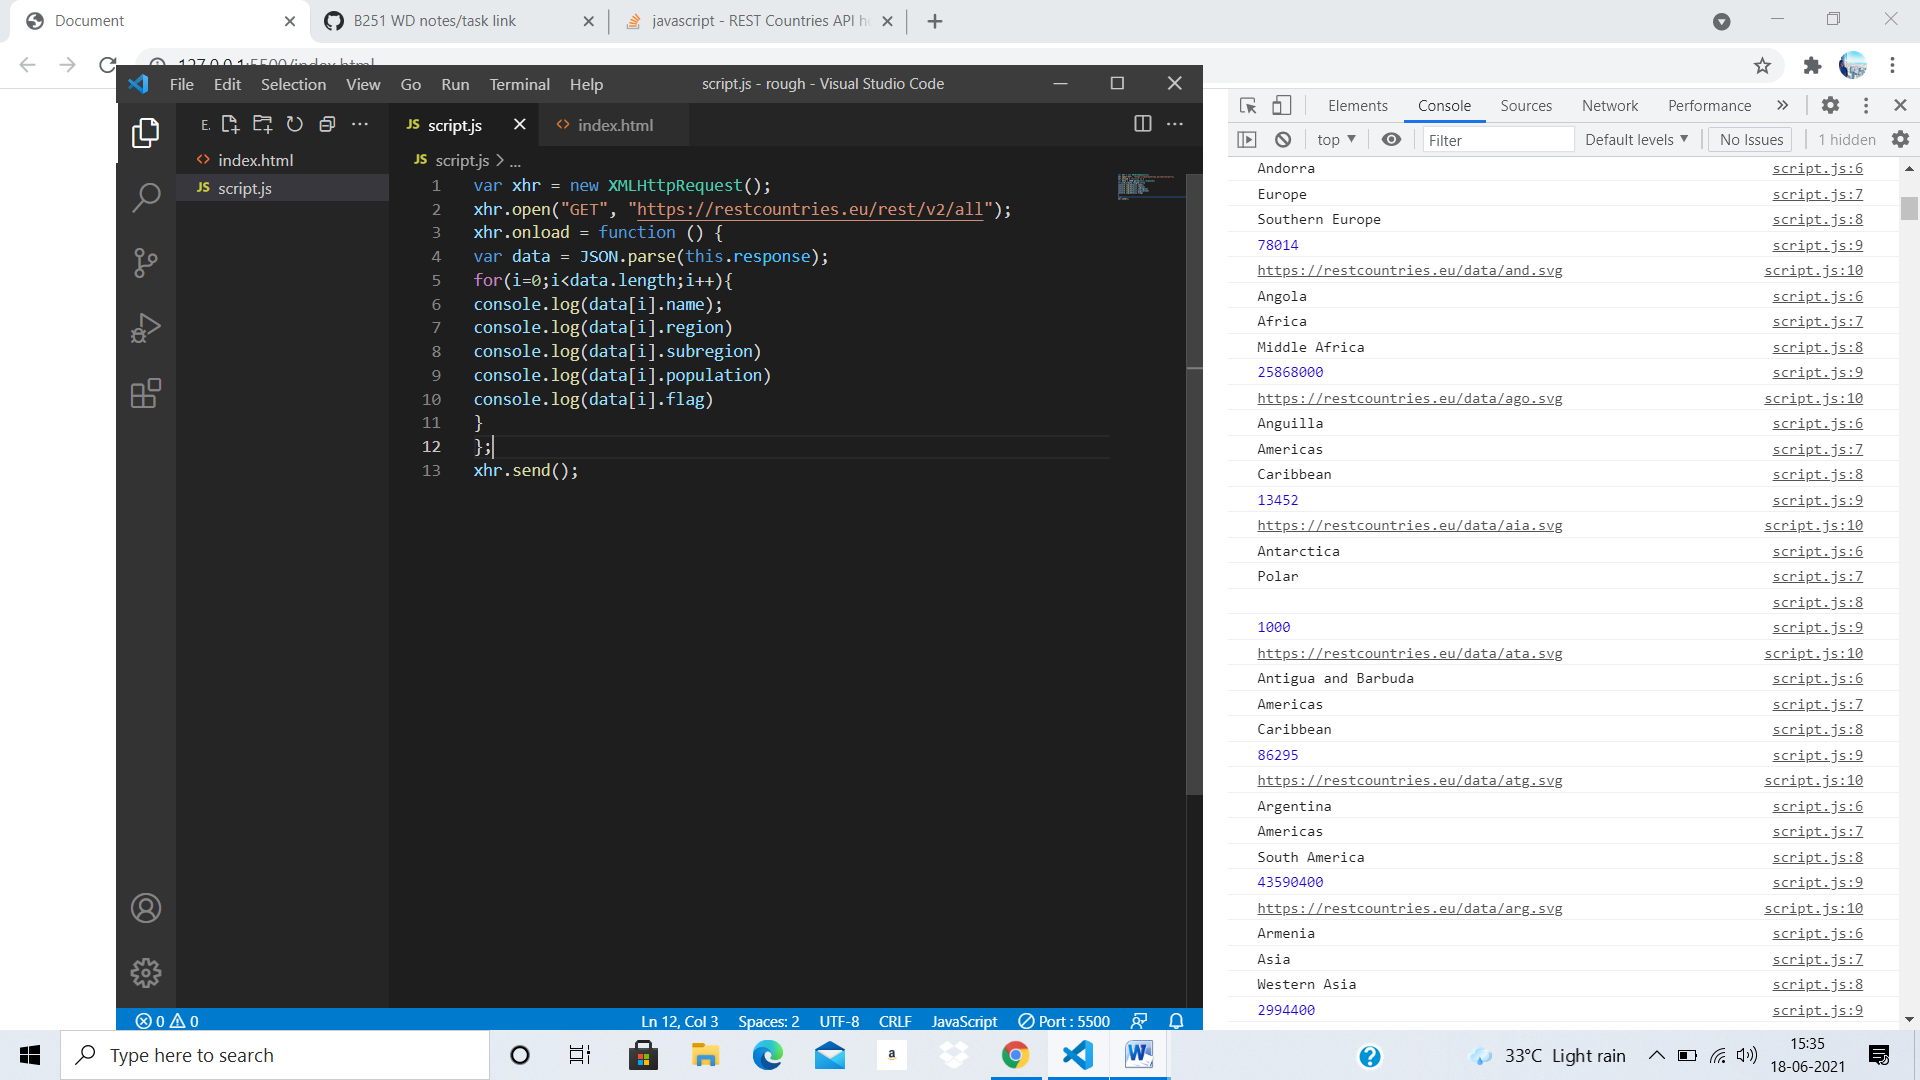 Document
B251 WD notes/task link
javascript - REST Countries API h
127.0.0.1:5500/index.html
File Edit Selection View Go Run Terminal Help
script.js - rough - Visual Studio Code
E.
index.html
JS script.js
JS script.js
index.html
JS script.js > ...
1 var xhr = new XMLHttpRequest();
2 xhr.open("GET", "https://restcountries.eu/rest/v2/all");
3 xhr.onload = function () {
4 var data = JSON.parse(this.response);
5 for(i=0;i<data.length;i++){
6 console.log(data[i].name);
7 console.log(data[i].region)
8 console.log(data[i].subregion)
9 console.log(data[i].population)
10 console.log(data[i].flag)
11 }
12 };
13 xhr.send();
0 0
Ln 12, Col 3 Spaces: 2 UTF-8 CRLF JavaScript Port : 5500
Elements Console Sources Network Performance
top Filter Default levels No Issues 1 hidden
Andorra script.js:6
Europe script.js:7
Southern Europe script.js:8
78014 script.js:9
https://restcountries.eu/data/and.svg script.js:10
Angola script.js:6
Africa script.js:7
Middle Africa script.js:8
25868000 script.js:9
https://restcountries.eu/data/ago.svg script.js:10
Anguilla script.js:6
Americas script.js:7
Caribbean script.js:8
13452 script.js:9
https://restcountries.eu/data/aia.svg script.js:10
Antarctica script.js:6
Polar script.js:7
script.js:8
1000 script.js:9
https://restcountries.eu/data/ata.svg script.js:10
Antigua and Barbuda script.js:6
Americas script.js:7
Caribbean script.js:8
86295 script.js:9
https://restcountries.eu/data/atg.svg script.js:10
Argentina script.js:6
Americas script.js:7
South America script.js:8
43590400 script.js:9
https://restcountries.eu/data/arg.svg script.js:10
Armenia script.js:6
Asia script.js:7
Western Asia script.js:8
2994400 script.js:9
Type here to search
a
33°C Light rain
15:35
18-06-2021